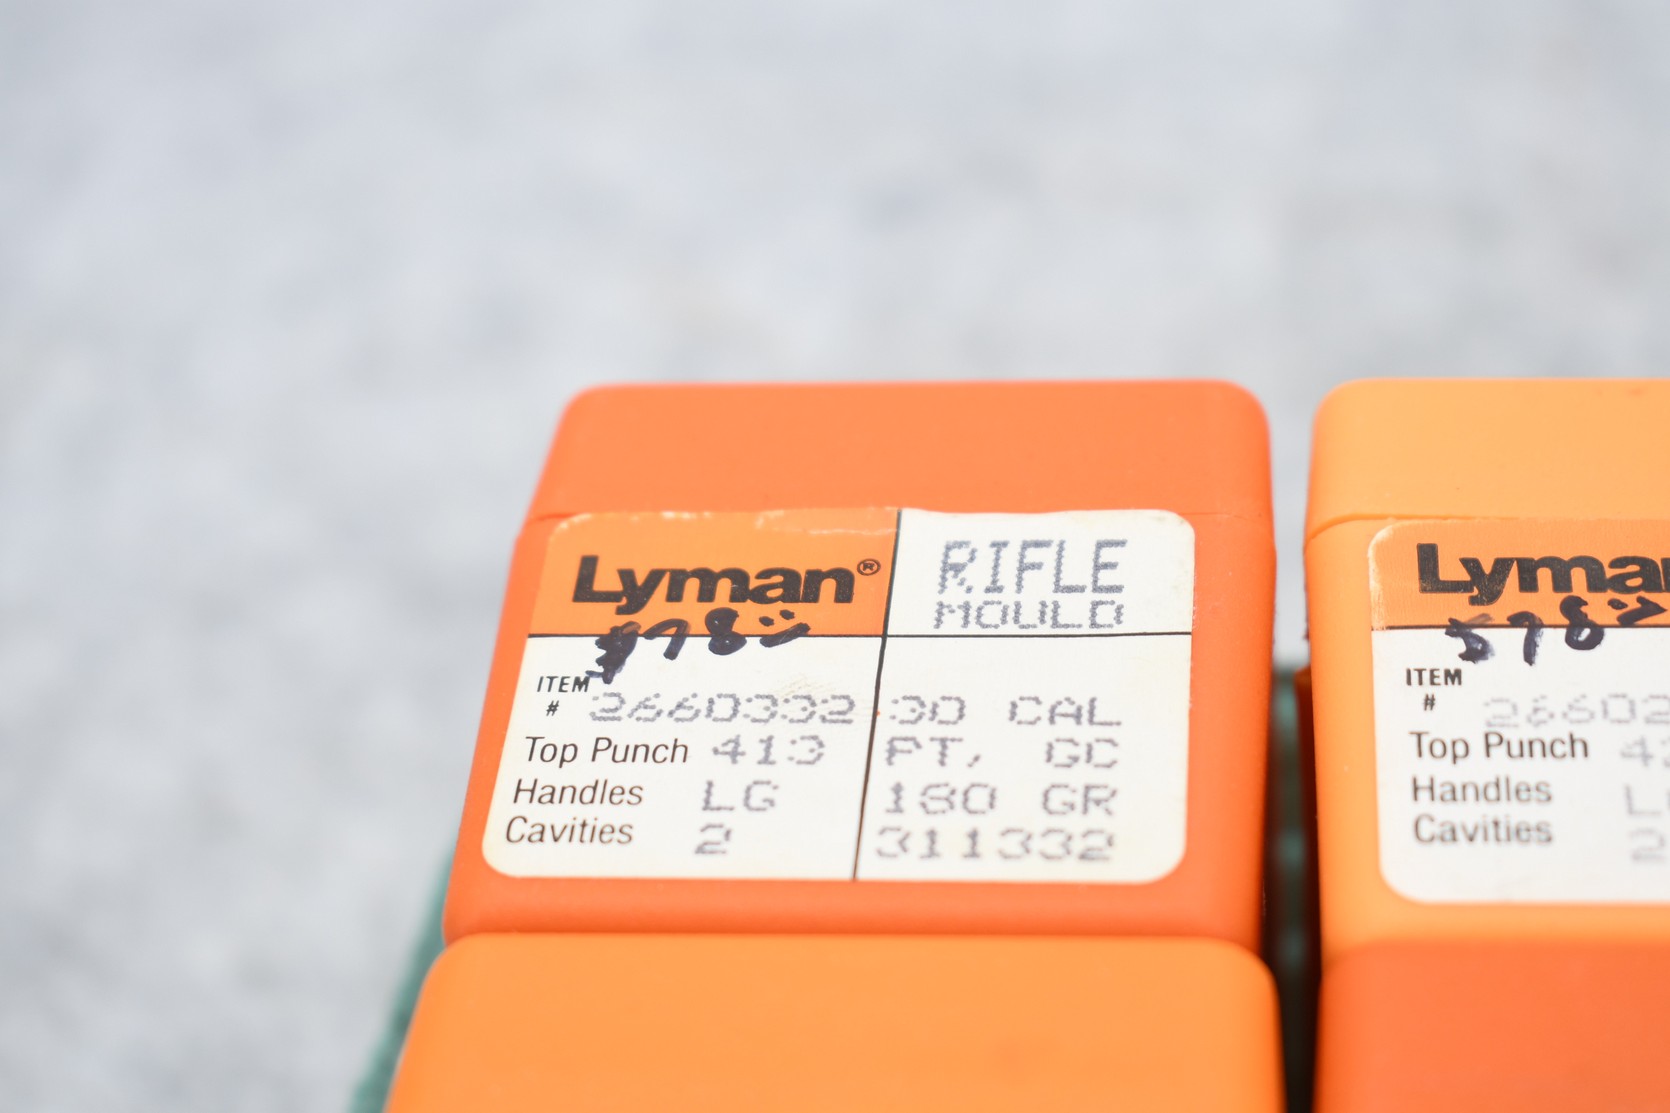 Lyman®
RIFLE
MOULD
$78
ITEM
# 2660332
30 CAL
Top Punch 413
PT, GC
Handles LG
180 GR
Cavities 2
311332
Lyman
578
ITEM
#
Top Punch
Handles
Cavities